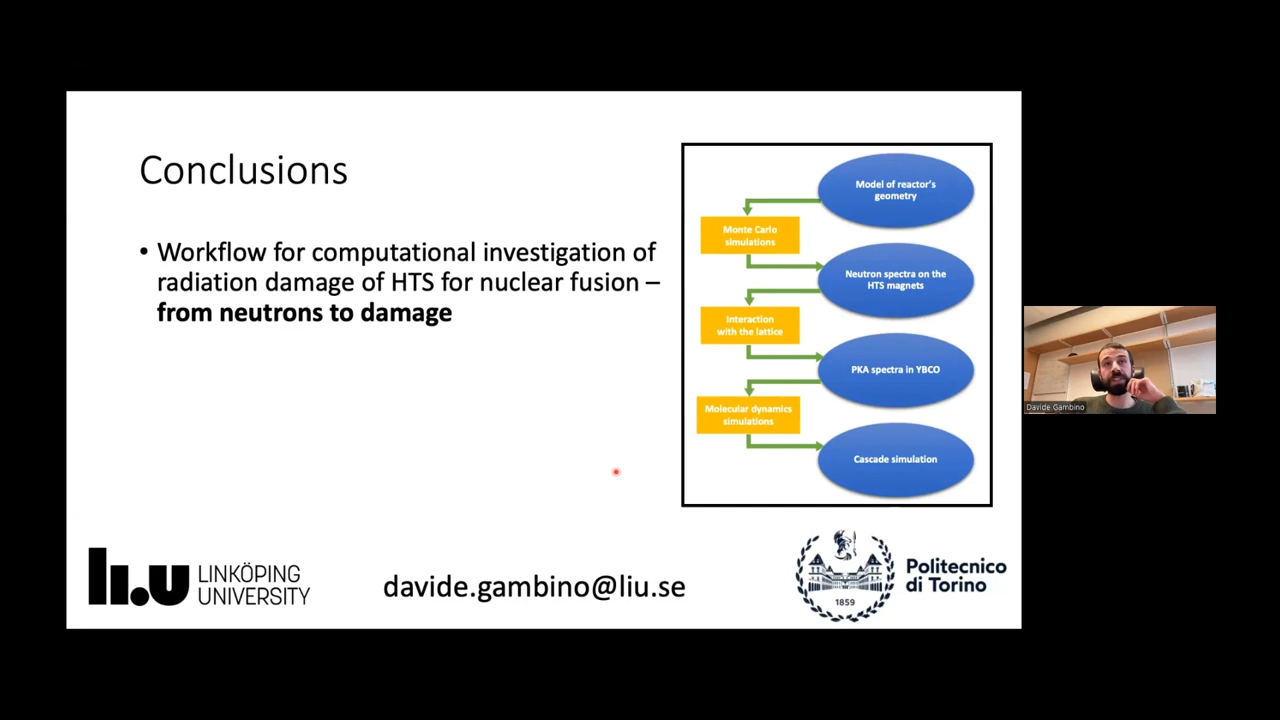 Conclusions
• Workflow for computational investigation of
radiation damage of HTS for nuclear fusion –
from neutrons to damage
Model of reactor's
geometry
Monte Carlo
simulations
Neutron spectra on the
HTS magnets
Interaction
with the lattice
PKA spectra in YBCO
Molecular dynamics
simulations
Cascade simulation
li.u LINKÖPING
UNIVERSITY
davide.gambino@liu.se
1859
Politecnico
di Torino
Davide Gambino